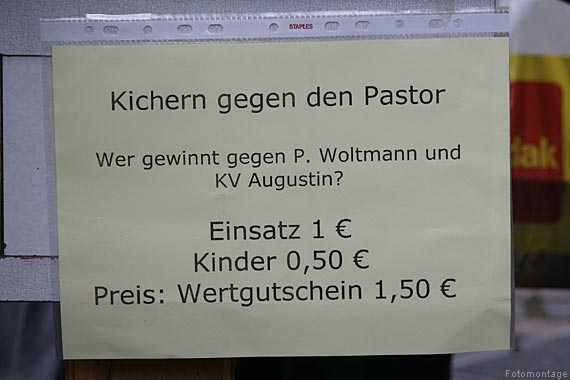 STAPLES
Kichern gegen den Pastor
Wer gewinnt gegen P. Woltmann und
KV Augustin?
Einsatz 1 €
Kinder 0,50 €
Preis: Wertgutschein 1,50 €
dak
Fotomontage